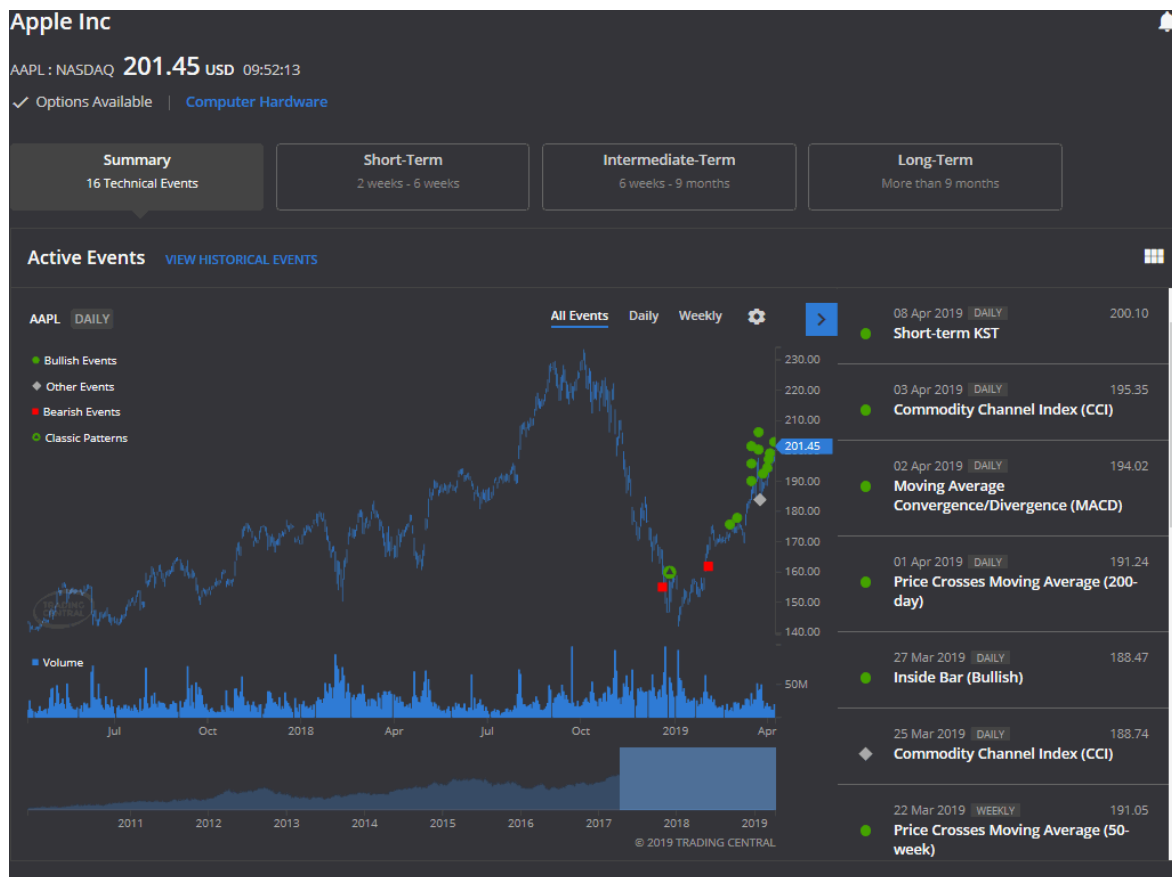 Apple Inc
AAPL : NASDAQ 201.45 USD 09:52:13
Options Available | Computer Hardware
Summary
16 Technical Events
Short-Term
2 weeks - 6 weeks
Intermediate-Term
6 weeks - 9 months
Long-Term
More than 9 months
Active Events VIEW HISTORICAL EVENTS
AAPL DAILY
All Events Daily Weekly
Bullish Events
Other Events
Bearish Events
Classic Patterns
230.00
220.00
210.00
201.45
190.00
180.00
170.00
160.00
150.00
140.00
TRADING
CENTRAL
Volume
50M
Jul Oct 2018 Apr Jul Oct 2019 Apr
2011 2012 2013 2014 2015 2016 2017 2018 2019
© 2019 TRADING CENTRAL
08 Apr 2019 DAILY 200.10
Short-term KST
03 Apr 2019 DAILY 195.35
Commodity Channel Index (CCI)
02 Apr 2019 DAILY 194.02
Moving Average
Convergence/Divergence (MACD)
01 Apr 2019 DAILY 191.24
Price Crosses Moving Average (200-
day)
27 Mar 2019 DAILY 188.47
Inside Bar (Bullish)
25 Mar 2019 DAILY 188.74
Commodity Channel Index (CCI)
22 Mar 2019 WEEKLY 191.05
Price Crosses Moving Average (50-
week)